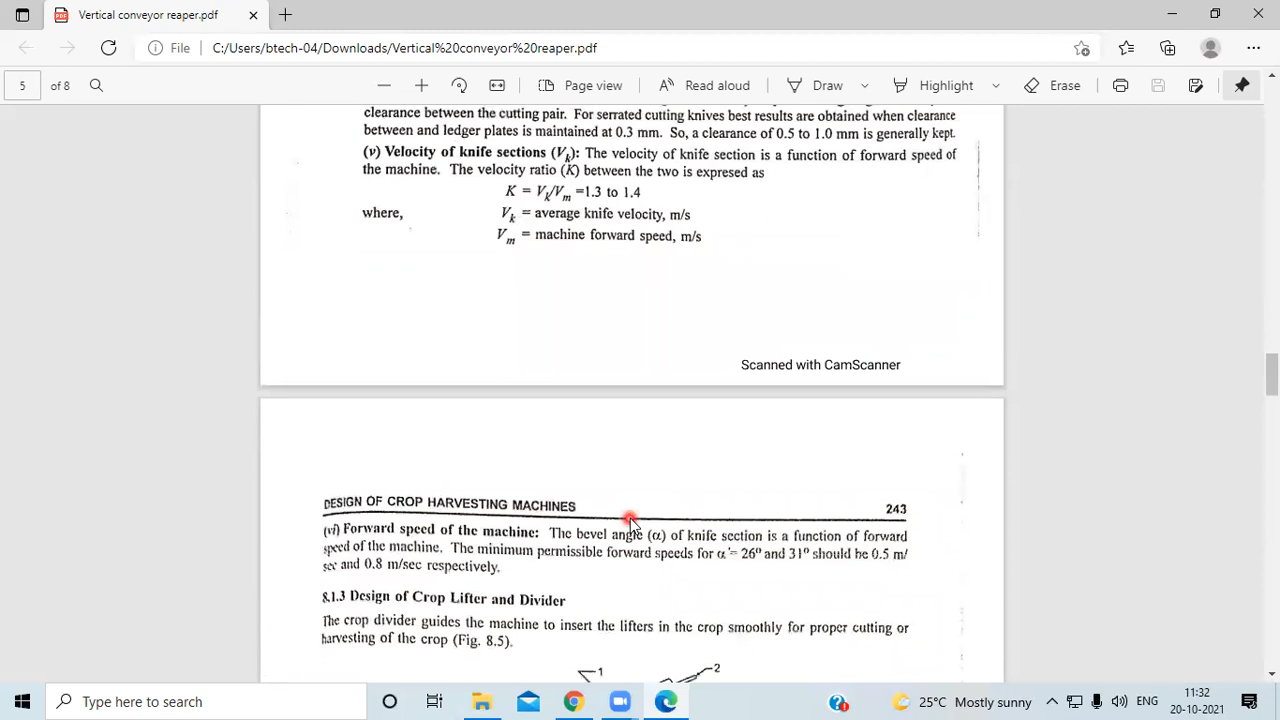 Vertical conveyor reaper.pdf
File
C:/Users/btech-04/Downloads/Vertical%20conveyor%20reaper.pdf
5 of 8
Page view
Read aloud
Draw
Highlight
Erase
clearance between the cutting pair. For serrated cutting knives best results are obtained when clearance
between and ledger plates is maintained at 0.3 mm. So, a clearance of 0.5 to 1.0 mm is generally kept.
(v) Velocity of knife sections (Vk): The velocity of knife section is a function of forward speed of
the machine. The velocity ratio (K) between the two is expresed as
K = Vk/Vm =1.3 to 1.4
where, Vk = average knife velocity, m/s
Vm = machine forward speed, m/s
Scanned with CamScanner
DESIGN OF CROP HARVESTING MACHINES 243
(vi) Forward speed of the machine: The bevel angle (α) of knife section is a function of forward
speed of the machine. The minimum permissible forward speeds for α = 26° and 31° should be 0.5 m/
sec and 0.8 m/sec respectively.
8.1.3 Design of Crop Lifter and Divider
The crop divider guides the machine to insert the lifters in the crop smoothly for proper cutting or
harvesting of the crop (Fig. 8.5).
1 2
Type here to search
25°C Mostly sunny
ENG
11:32
20-10-2021